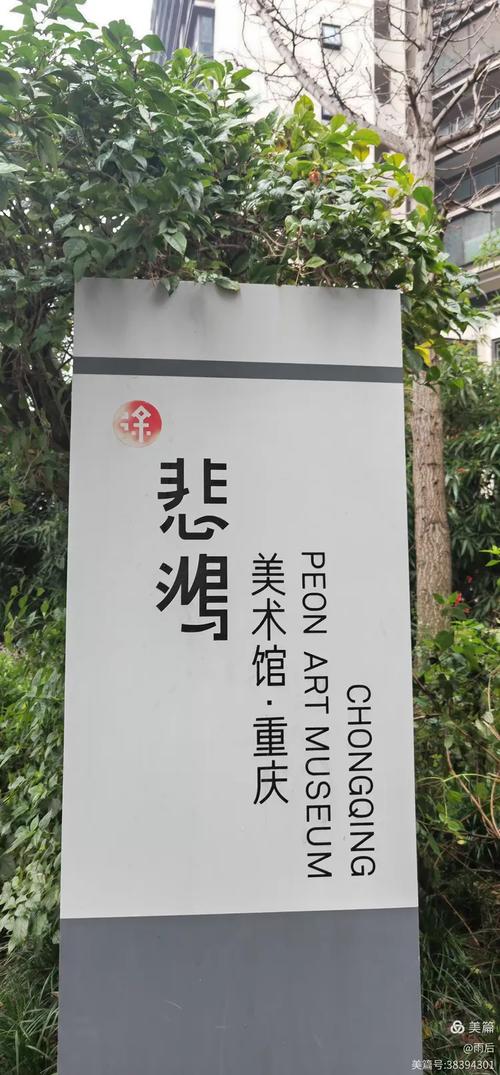 徐
悲鸿
美术馆·重庆
PEON ART MUSEUM
CHONGQING
美篇
@雨后
美篇号:38394301